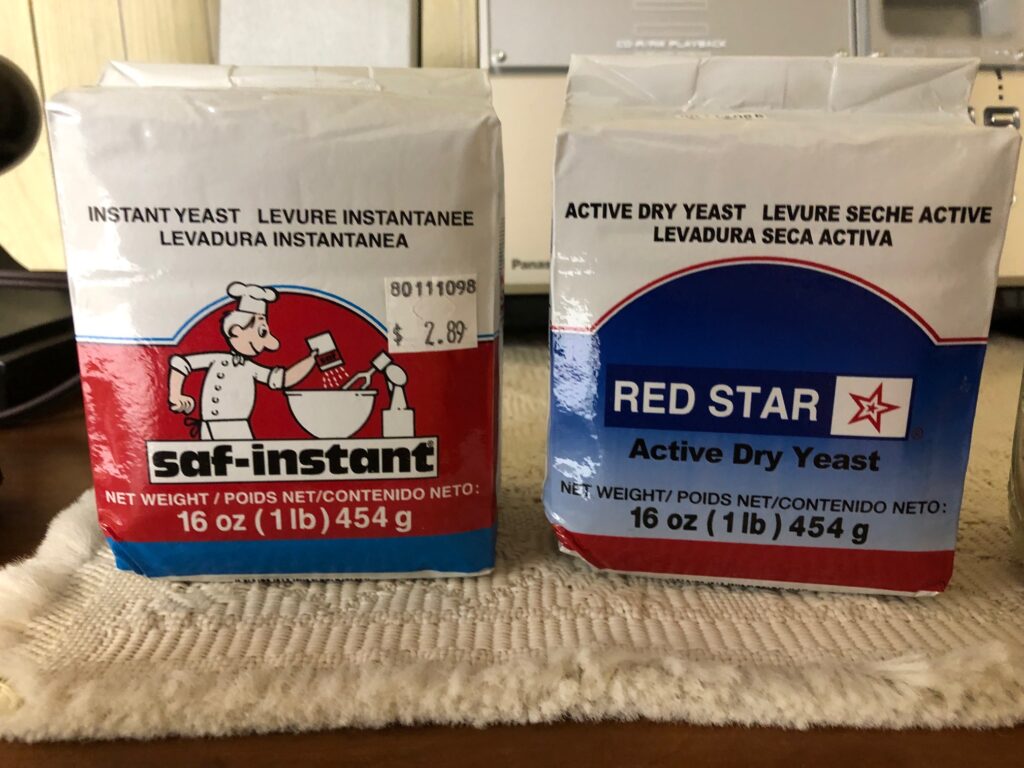 INSTANT YEAST LEVURE INSTANTANEE
LEVADURA INSTANTANEA
80111098
$ 2.89
saf-instant®
NET WEIGHT / POIDS NET/CONTENIDO NETO:
16 oz ( 1 lb ) 454 g
ACTIVE DRY YEAST LEVURE SECHE ACTIVE
LEVADURA SECA ACTIVA
RED STAR ®
Active Dry Yeast
NET WEIGHT/ POIDS NET/CONTENIDO NETO:
16 oz ( 1 lb ) 454 g
PLAYBACK